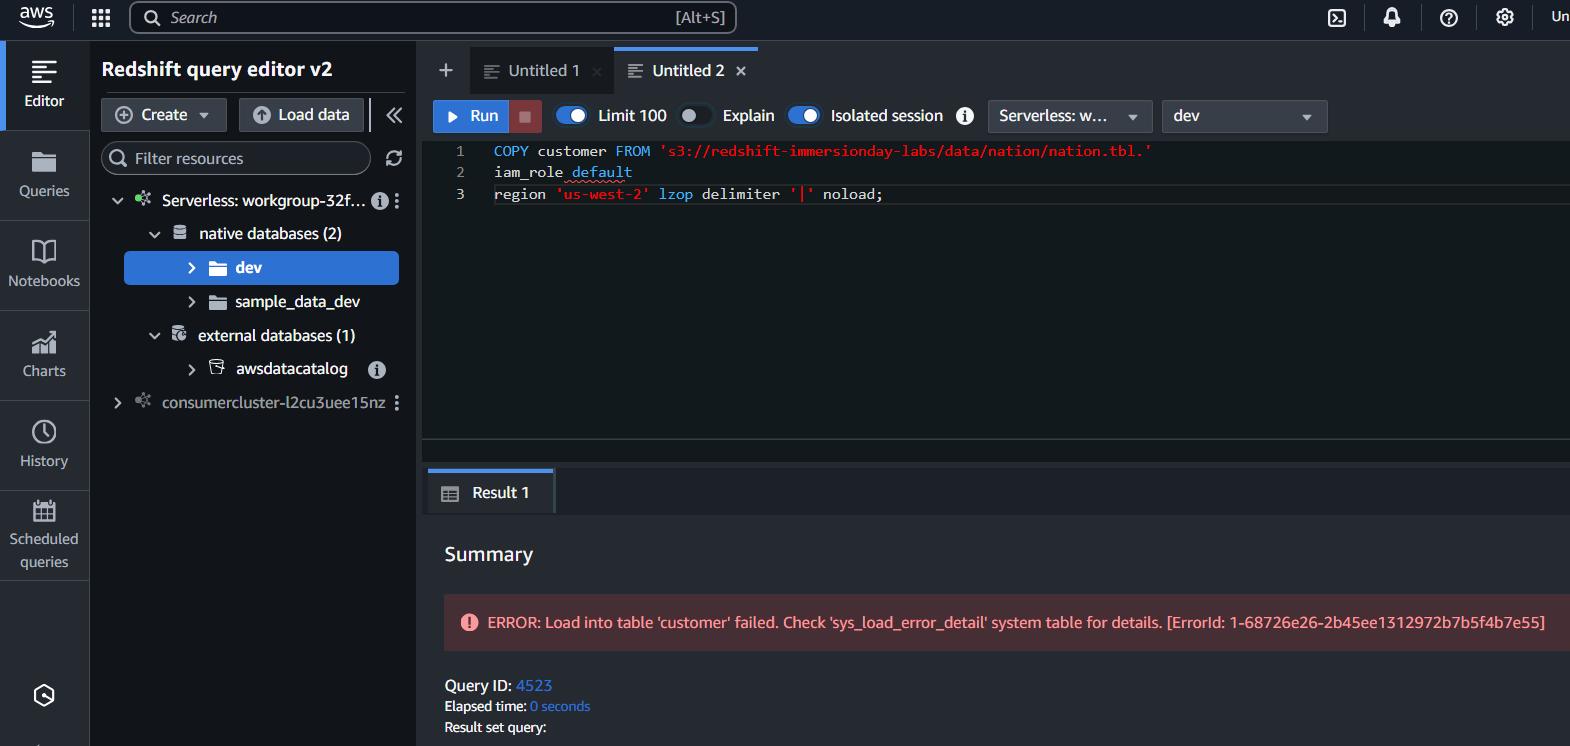 aws
Search
[Alt+S]
Un
Editor
Queries
Notebooks
Charts
History
Scheduled
queries
Redshift query editor v2
Create
Load data
Filter resources
Serverless: workgroup-32f...
native databases (2)
dev
sample_data_dev
external databases (1)
awsdatacatalog
consumercluster-l2cu3uee15nz
Untitled 1
Untitled 2
Run
Limit 100
Explain
Isolated session
Serverless: w...
dev
1 COPY customer FROM 's3://redshift-immersionday-labs/data/nation/nation.tbl.'
2 iam_role default
3 region 'us-west-2' lzop delimiter '|' noload;
Result 1
Summary
ERROR: Load into table 'customer' failed. Check 'sys_load_error_detail' system table for details. [ErrorId: 1-68726e26-2b45ee1312972b7b5f4b7e55]
Query ID: 4523
Elapsed time: 0 seconds
Result set query: